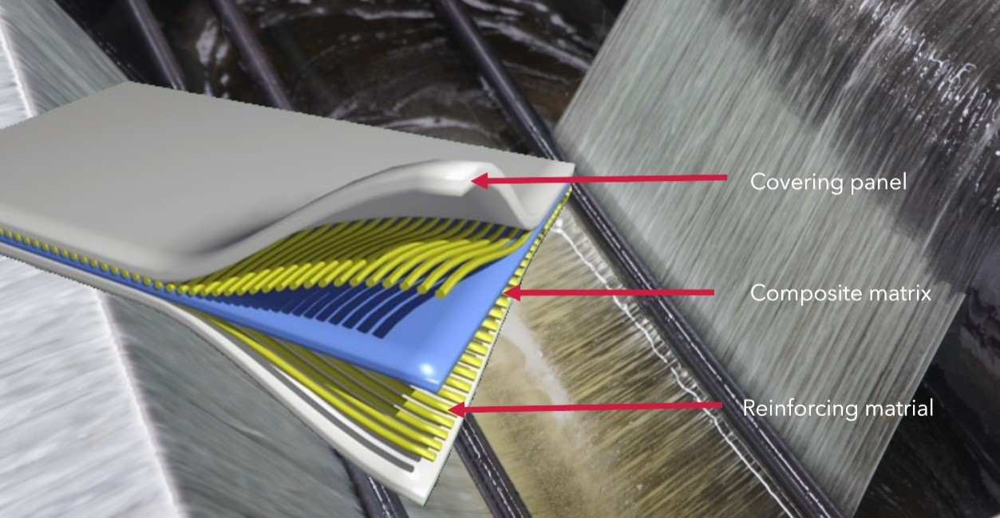 Covering panel
Composite matrix
Reinforcing matrial